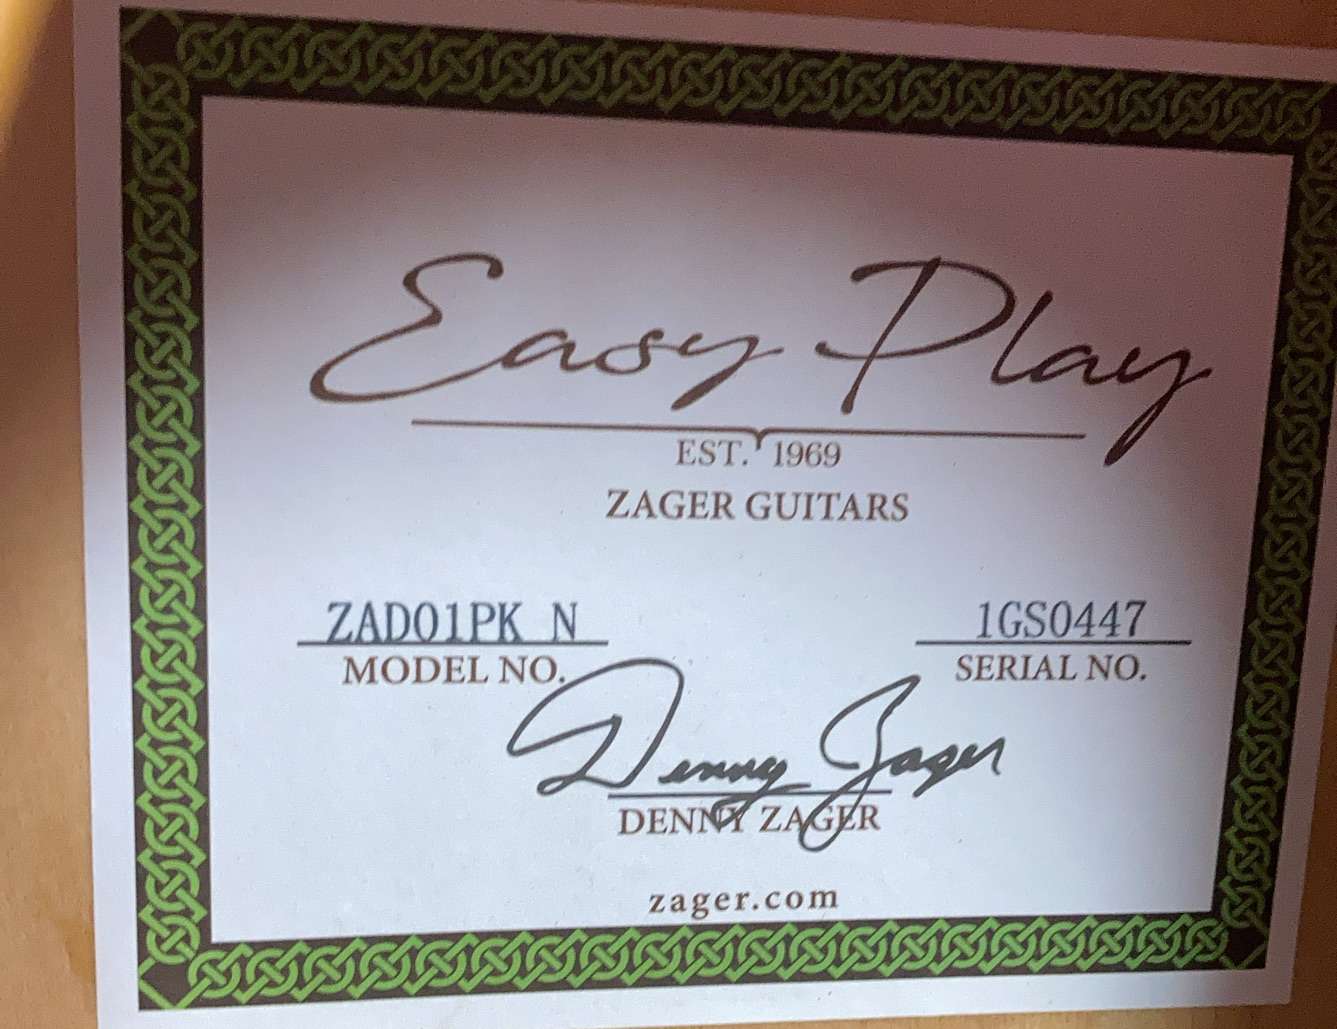 Easy Play
EST. 1969
ZAGER GUITARS
ZAD01PK N
MODEL NO.
1GS0447
SERIAL NO.
Denny Zager
DENNY ZAGER
zager.com